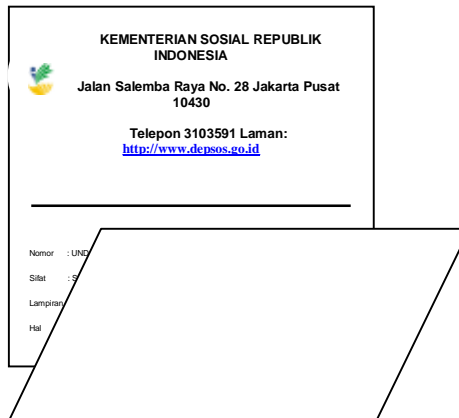 KEMENTERIAN SOSIAL REPUBLIK
INDONESIA
Jalan Salemba Raya No. 28 Jakarta Pusat
10430
Telepon 3103591 Laman:
http://www.depsos.go.id
Nomor : UND
Sifat : S
Lampiran
Hal